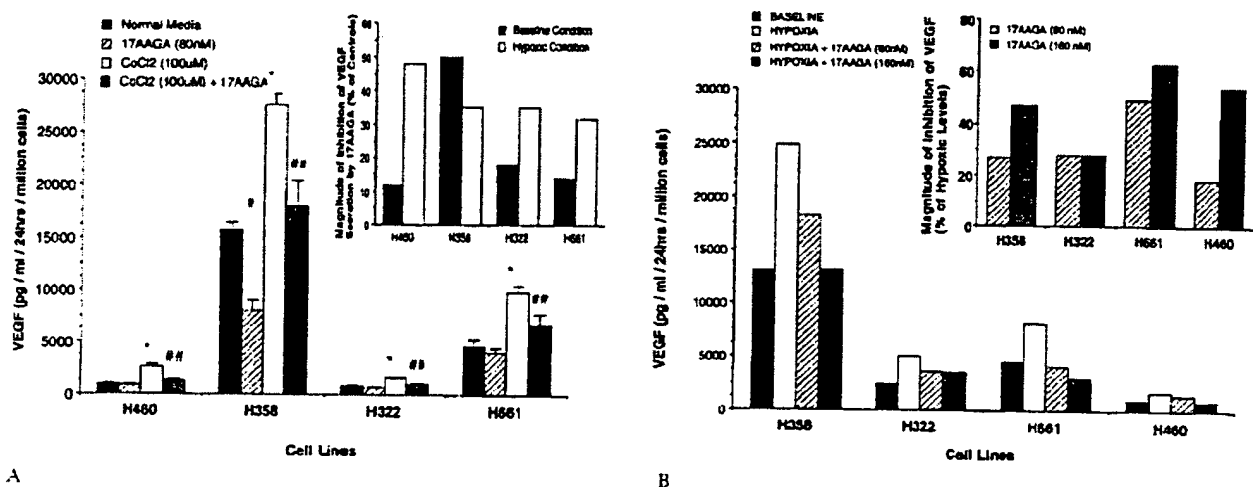 Normal Media
17AAGA (80nM)
CoCl2 (100uM)
CoCl2 (100uM) + 17AAGA
VEGF (pg / ml / 24hrs / million cells)
30000
25000
20000
15000
10000
5000
0
*
##
#
*
##
*
##
*
##
H460
H358
H322
H661
Cell Lines
Baseline Condition
Hypoxic Condition
Magnitude of Inhibition of VEGF
Secretion by 17AAGA (% of Controls)
60
50
40
30
20
10
0
H460
H358
H322
H661
A
BASELINE
HYPOXIA
HYPOXIA + 17AAGA (80nM)
HYPOXIA + 17AAGA (160nM)
VEGF (pg / ml / 24hrs / million cells)
30000
25000
20000
15000
10000
5000
0
H358
H322
H661
H460
Cell Lines
17AAGA (80 nM)
17AAGA (160 nM)
Magnitude of Inhibition of VEGF
(% of Hypoxic Levels)
80
60
40
20
0
H358
H322
H661
H460
B